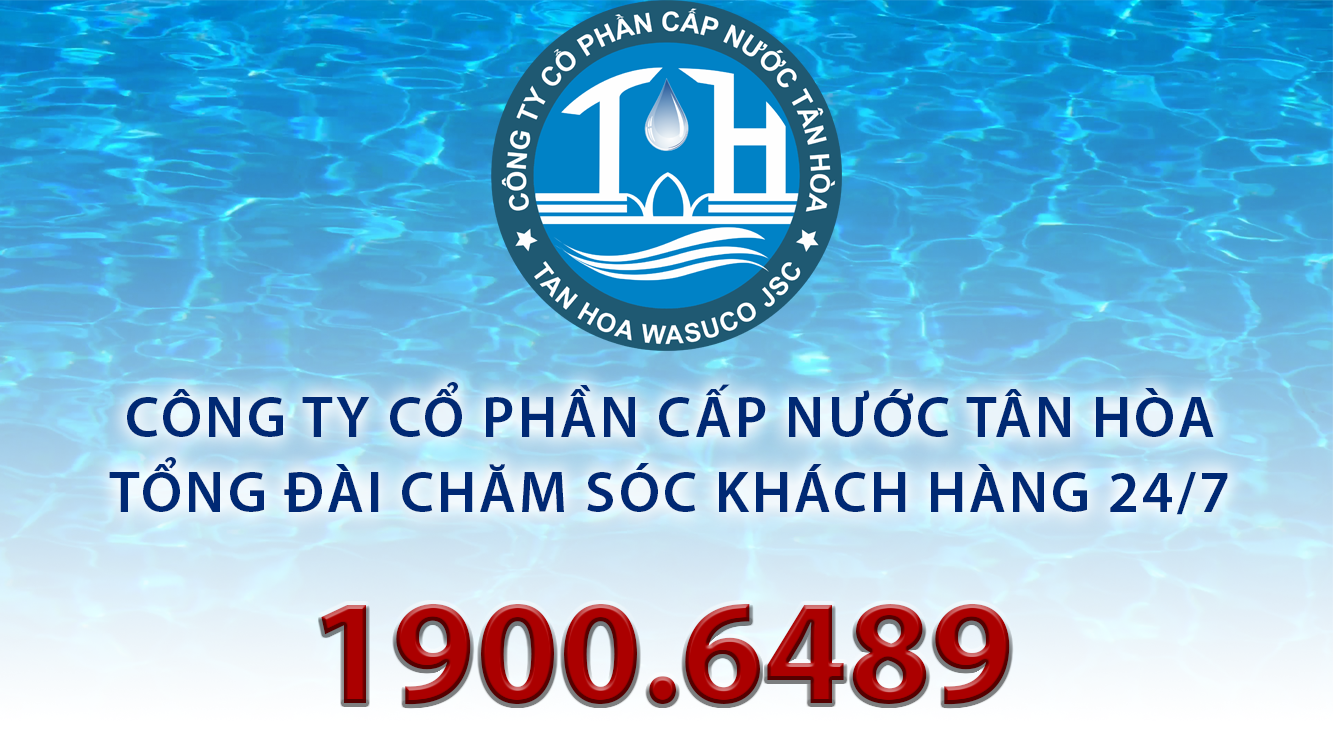 CÔNG TY CỔ PHẦN CẤP NƯỚC TÂN HÒA
TH
TAN HOA WASUCO JSC
CÔNG TY CỔ PHẦN CẤP NƯỚC TÂN HÒA
TỔNG ĐÀI CHĂM SÓC KHÁCH HÀNG 24/7
1900.6489